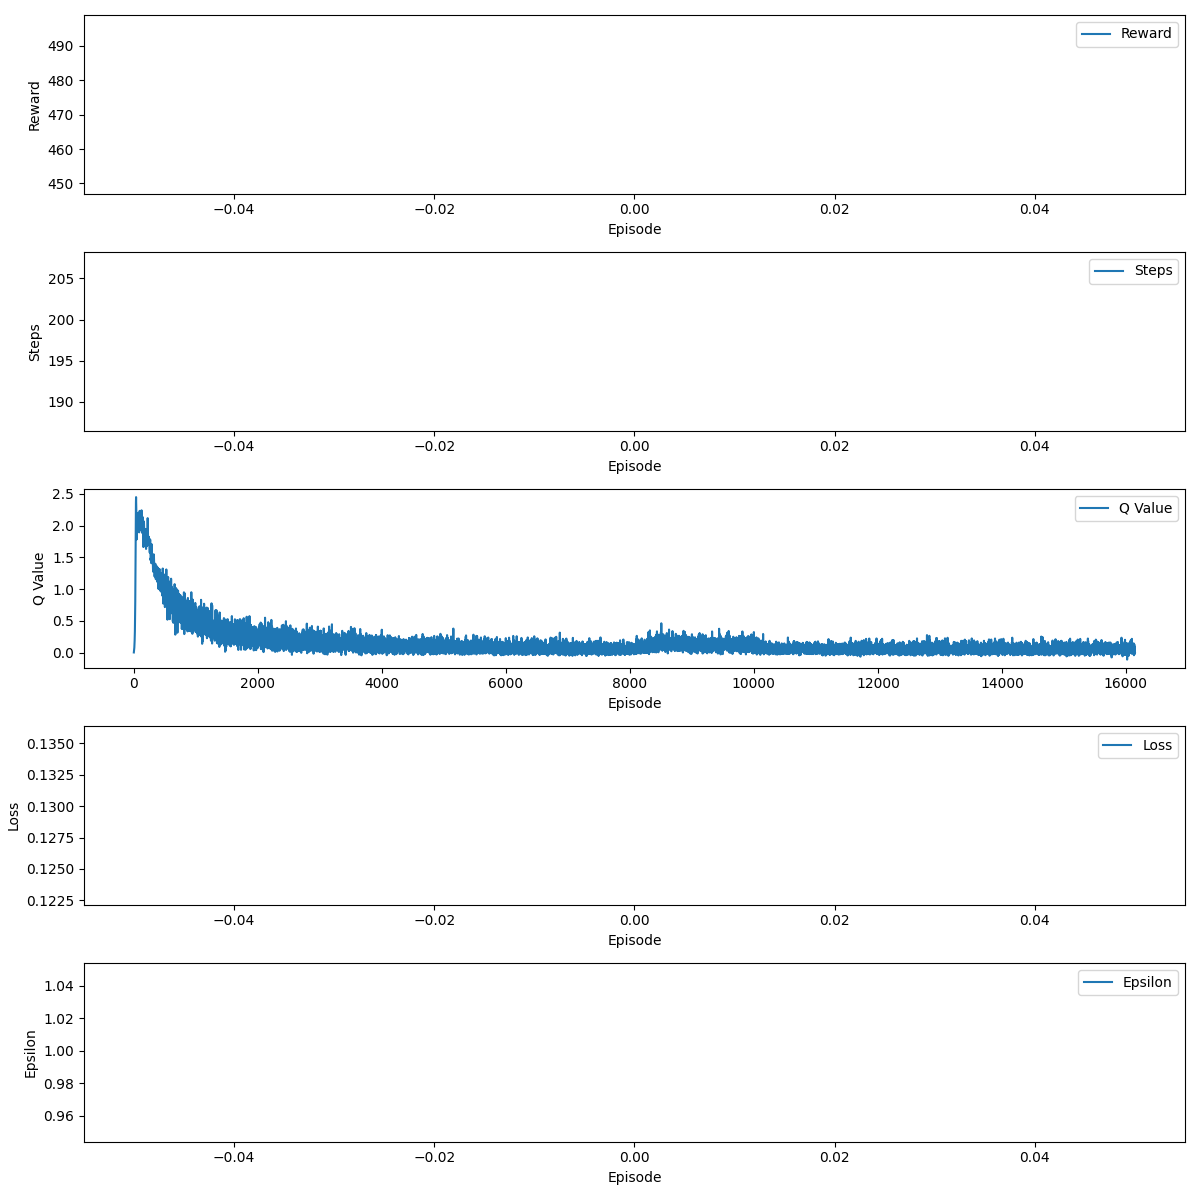 Reward
490
480
470
460
450
Reward
−0.04 −0.02 0.00 0.02 0.04
Episode
Steps
205
200
195
190
Steps
−0.04 −0.02 0.00 0.02 0.04
Episode
Q Value
2.5
2.0
1.5
1.0
0.5
0.0
Q Value
0 2000 4000 6000 8000 10000 12000 14000 16000
Episode
Loss
0.1350
0.1325
0.1300
0.1275
0.1250
0.1225
Loss
−0.04 −0.02 0.00 0.02 0.04
Episode
Epsilon
1.04
1.02
1.00
0.98
0.96
Epsilon
−0.04 −0.02 0.00 0.02 0.04
Episode